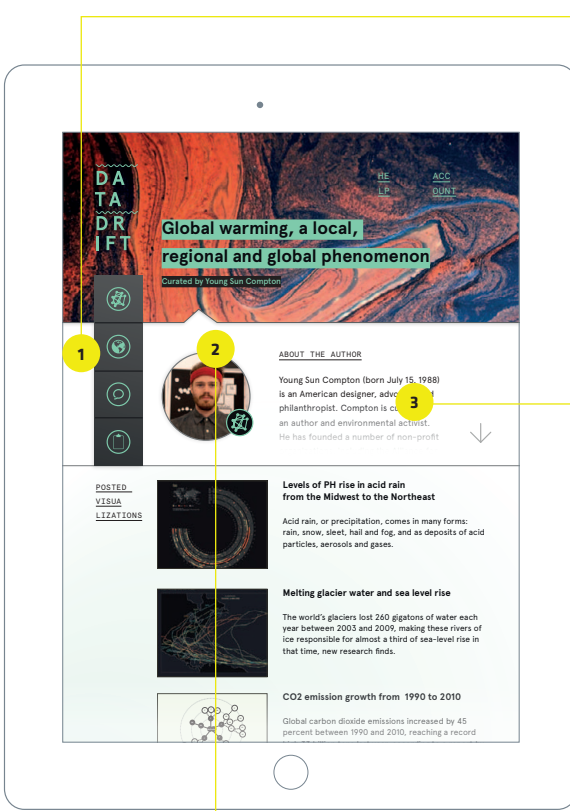 DA
TA
DR
IFT
HE
LP
ACC
OUNT
Global warming, a local,
regional and global phenomenon
Curated by Young Sun Compton
1
2
3
ABOUT THE AUTHOR
Young Sun Compton (born July 15, 1988)
is an American designer,
philanthropist. Compton is
an author and environmental activist.
He has founded a number of non-profit
POSTED
VISUA
LIZATIONS
Levels of PH rise in acid rain
from the Midwest to the Northeast
Acid rain, or precipitation, comes in many forms:
rain, snow, sleet, hail and fog, and as deposits of acid
particles, aerosols and gases.
Melting glacier water and sea level rise
The world's glaciers lost 260 gigatons of water each
year between 2003 and 2009, making these rivers of
ice responsible for almost a third of sea-level rise in
that time, new research finds.
CO2 emission growth from 1990 to 2010
Global carbon dioxide emissions increased by 45
percent between 1990 and 2010, reaching a record